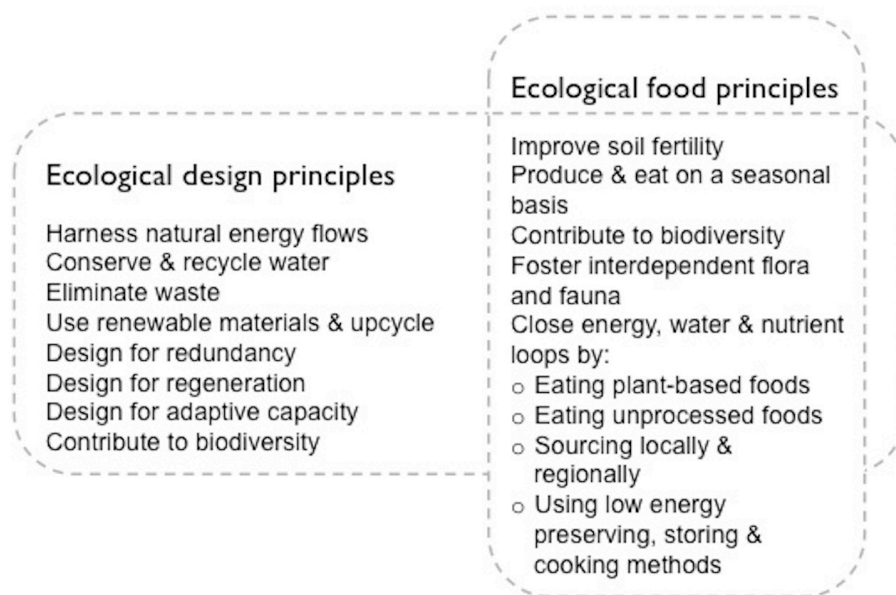 Ecological design principles
Harness natural energy flows
Conserve & recycle water
Eliminate waste
Use renewable materials & upcycle
Design for redundancy
Design for regeneration
Design for adaptive capacity
Contribute to biodiversity
Ecological food principles
Improve soil fertility
Produce & eat on a seasonal
basis
Contribute to biodiversity
Foster interdependent flora
and fauna
Close energy, water & nutrient
loops by:
o Eating plant-based foods
o Eating unprocessed foods
o Sourcing locally &
regionally
o Using low energy
preserving, storing &
cooking methods